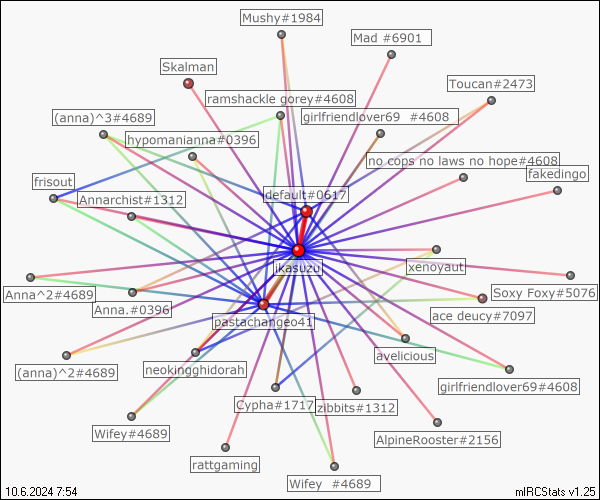 Mushy#1984
Mad #6901
Skalman
Toucan#2473
ramshackle gorey#4608
(anna)^3#4689
girlfriendlover69 #4608
hypomanianna#0396
no cops no laws no hope#4608
fakedingo
frisout
default#0617
Annarchist#1312
ikasuzu
xenoyaut
Anna^2#4689
Anna.#0396
Soxy Foxy#5076
pastachangeo41
ace deucy#7097
avelicious
(anna)^2#4689
neokingghidorah
girlfriendlover69#4608
Cypha#1717
zibbits#1312
Wifey#4689
AlpineRooster#2156
rattgaming
Wifey #4689
10.6.2024 7:54
mIRCStats v1.25